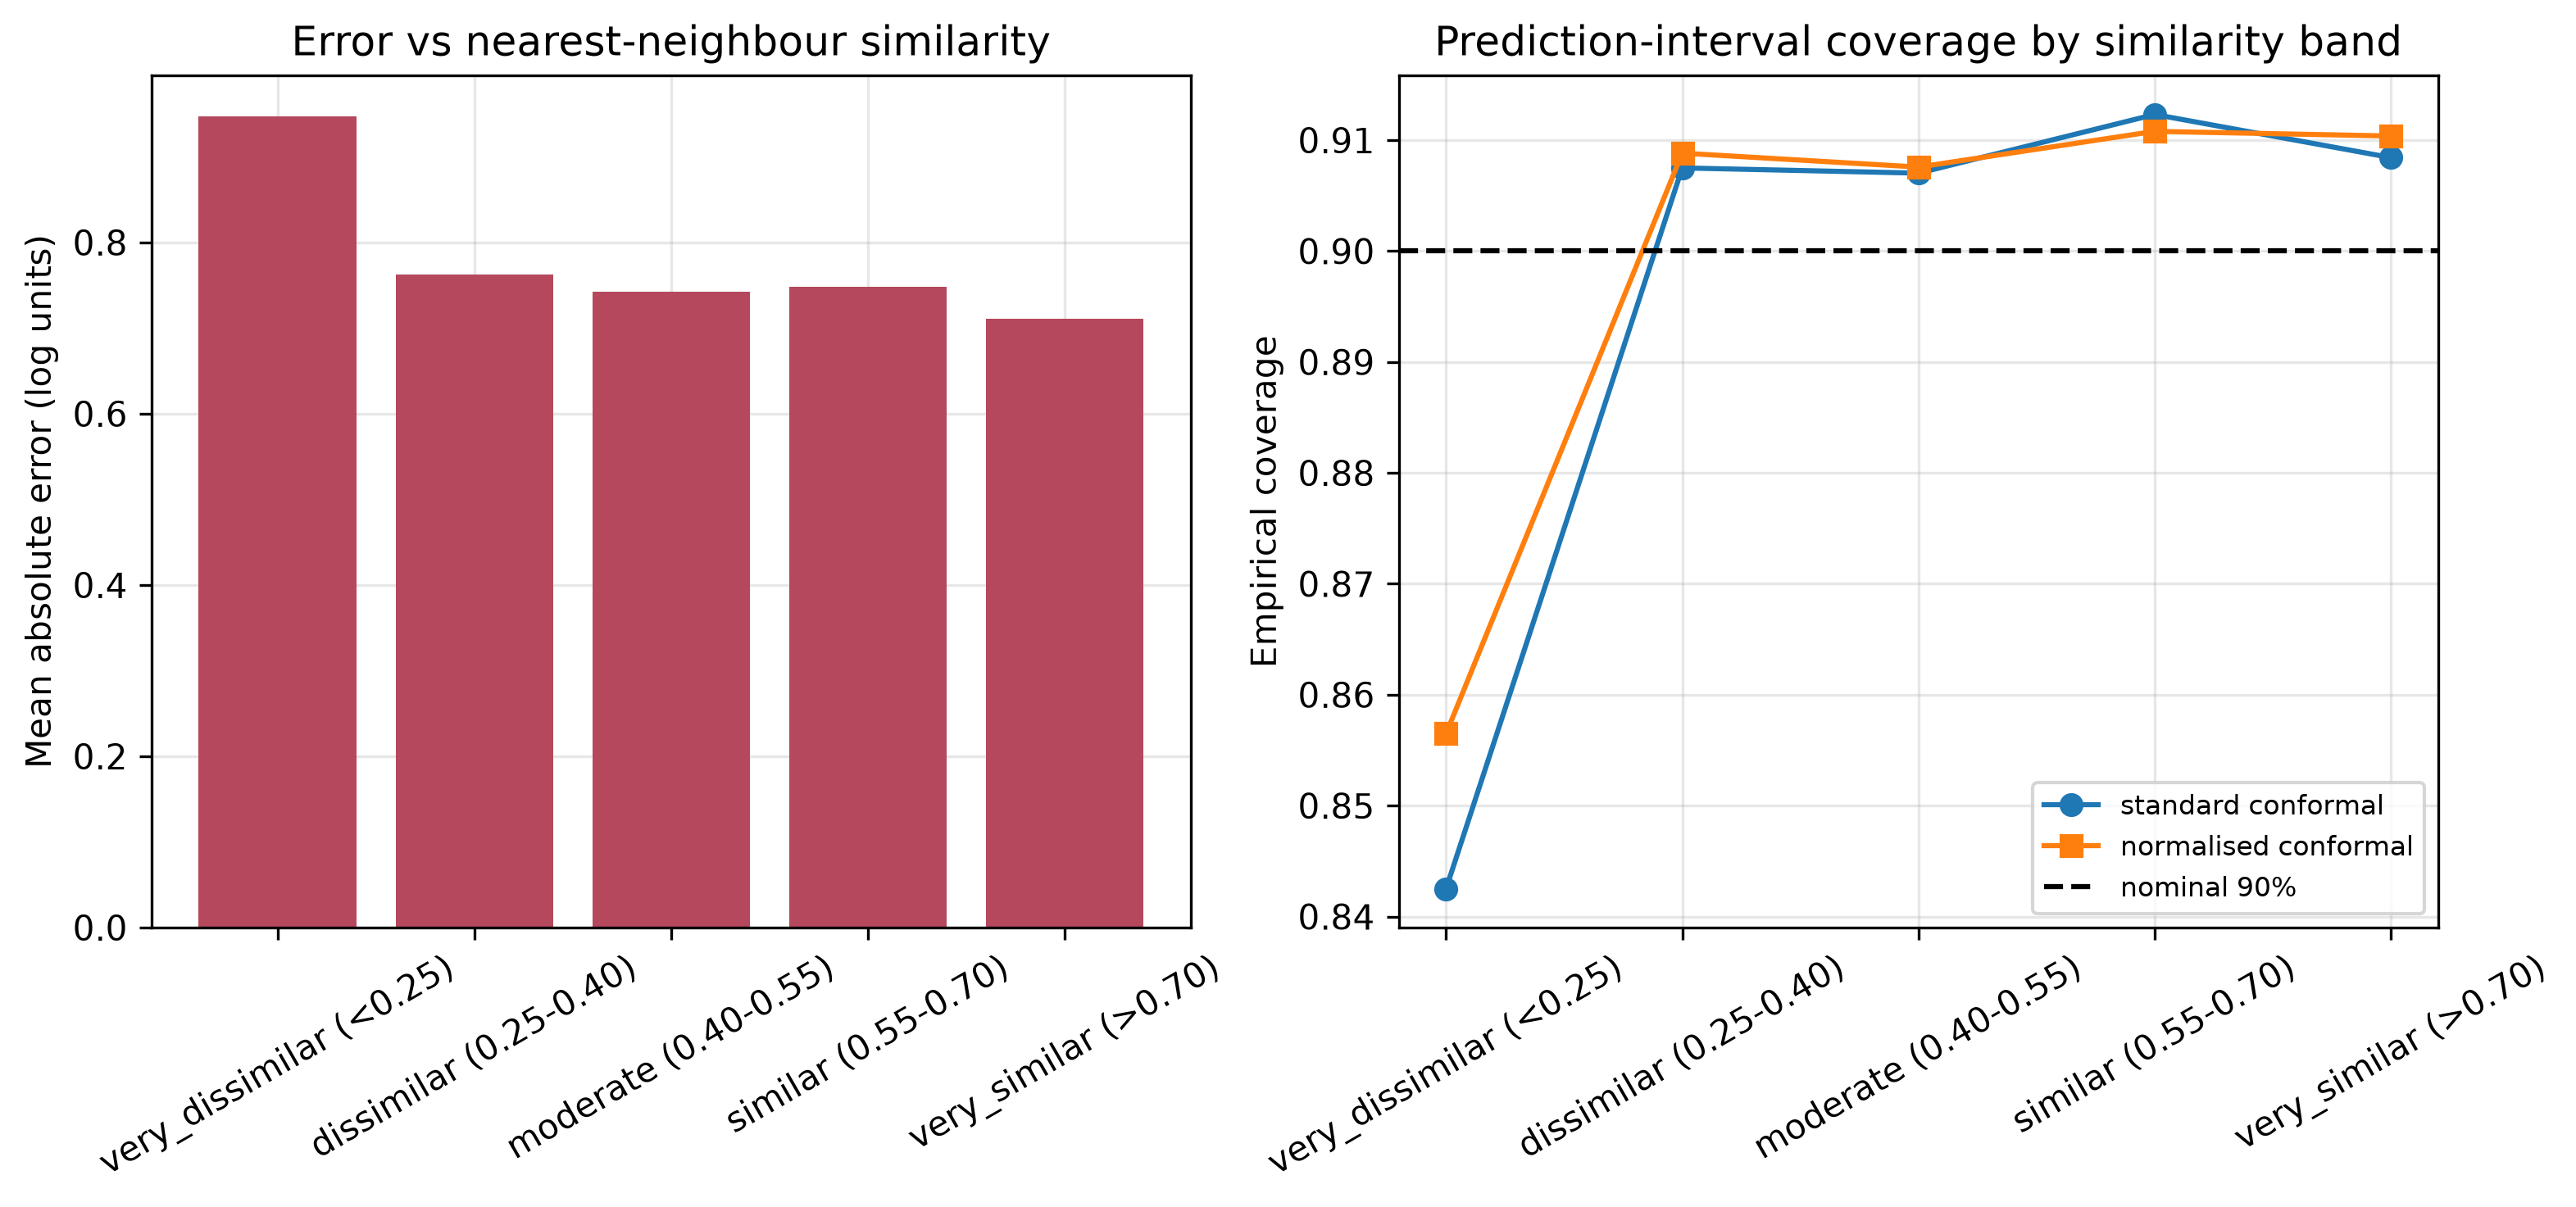 Error vs nearest-neighbour similarity
Mean absolute error (log units)
0.8
0.6
0.4
0.2
0.0
very_dissimilar (<0.25)
dissimilar (0.25-0.40)
moderate (0.40-0.55)
similar (0.55-0.70)
very_similar (>0.70)
Prediction-interval coverage by similarity band
Empirical coverage
0.91
0.90
0.89
0.88
0.87
0.86
0.85
0.84
standard conformal
normalised conformal
nominal 90%
very_dissimilar (<0.25)
dissimilar (0.25-0.40)
moderate (0.40-0.55)
similar (0.55-0.70)
very_similar (>0.70)